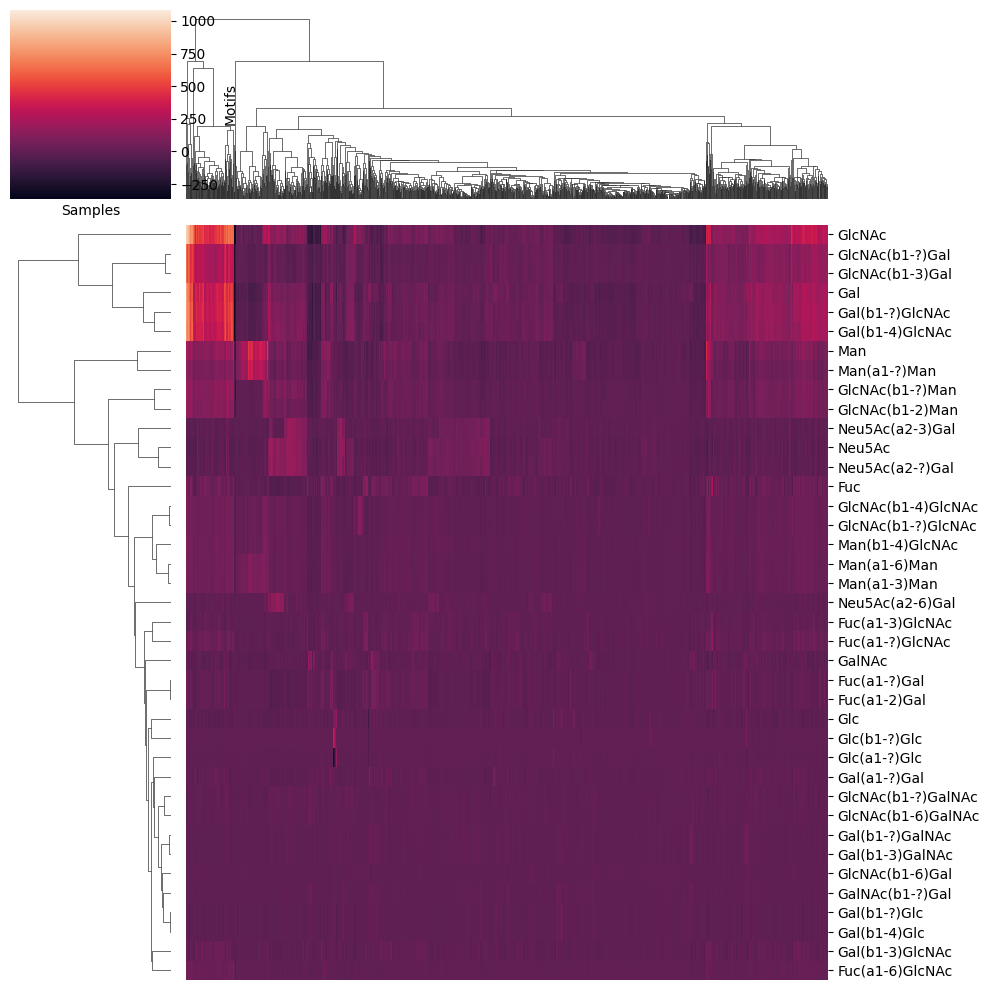 1000
750
500
250
0
−250
Motifs
Samples
GlcNAc
GlcNAc(b1-?)Gal
GlcNAc(b1-3)Gal
Gal
Gal(b1-?)GlcNAc
Gal(b1-4)GlcNAc
Man
Man(a1-?)Man
GlcNAc(b1-?)Man
GlcNAc(b1-2)Man
Neu5Ac(a2-3)Gal
Neu5Ac
Neu5Ac(a2-?)Gal
Fuc
GlcNAc(b1-4)GlcNAc
GlcNAc(b1-?)GlcNAc
Man(b1-4)GlcNAc
Man(a1-6)Man
Man(a1-3)Man
Neu5Ac(a2-6)Gal
Fuc(a1-3)GlcNAc
Fuc(a1-?)GlcNAc
GalNAc
Fuc(a1-?)Gal
Fuc(a1-2)Gal
Glc
Glc(b1-?)Glc
Glc(a1-?)Glc
Gal(a1-?)Gal
GlcNAc(b1-?)GalNAc
GlcNAc(b1-6)GalNAc
Gal(b1-?)GalNAc
Gal(b1-3)GalNAc
GlcNAc(b1-6)Gal
GalNAc(b1-?)Gal
Gal(b1-?)Glc
Gal(b1-4)Glc
Gal(b1-3)GlcNAc
Fuc(a1-6)GlcNAc